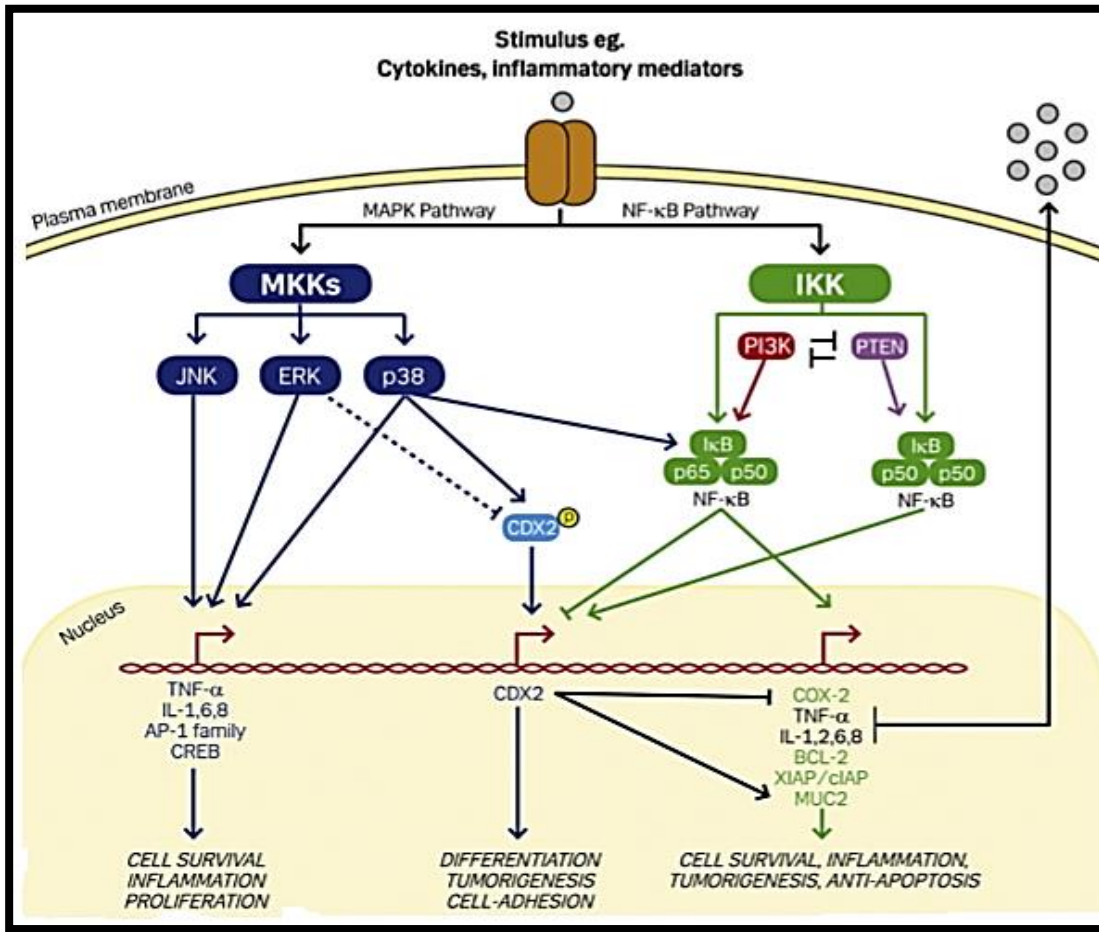 Stimulus eg.
Cytokines, inflammatory mediators
Plasma membrane
MAPK Pathway
NF-κB Pathway
MKKs
IKK
PI3K
PTEN
JNK
ERK
p38
IκB
p65
p50
NF-κB
IκB
p50
p50
NF-κB
CDX2
P
Nucleus
TNF-α
IL-1,6,8
AP-1 family
CREB
CDX2
COX-2
TNF-α
IL-1,2,6,8
BCL-2
XIAP/cIAP
MUC2
CELL SURVIVAL
INFLAMMATION
PROLIFERATION
DIFFERENTIATION
TUMORIGENESIS
CELL-ADHESION
CELL SURVIVAL, INFLAMMATION,
TUMORIGENESIS, ANTI-APOPTOSIS